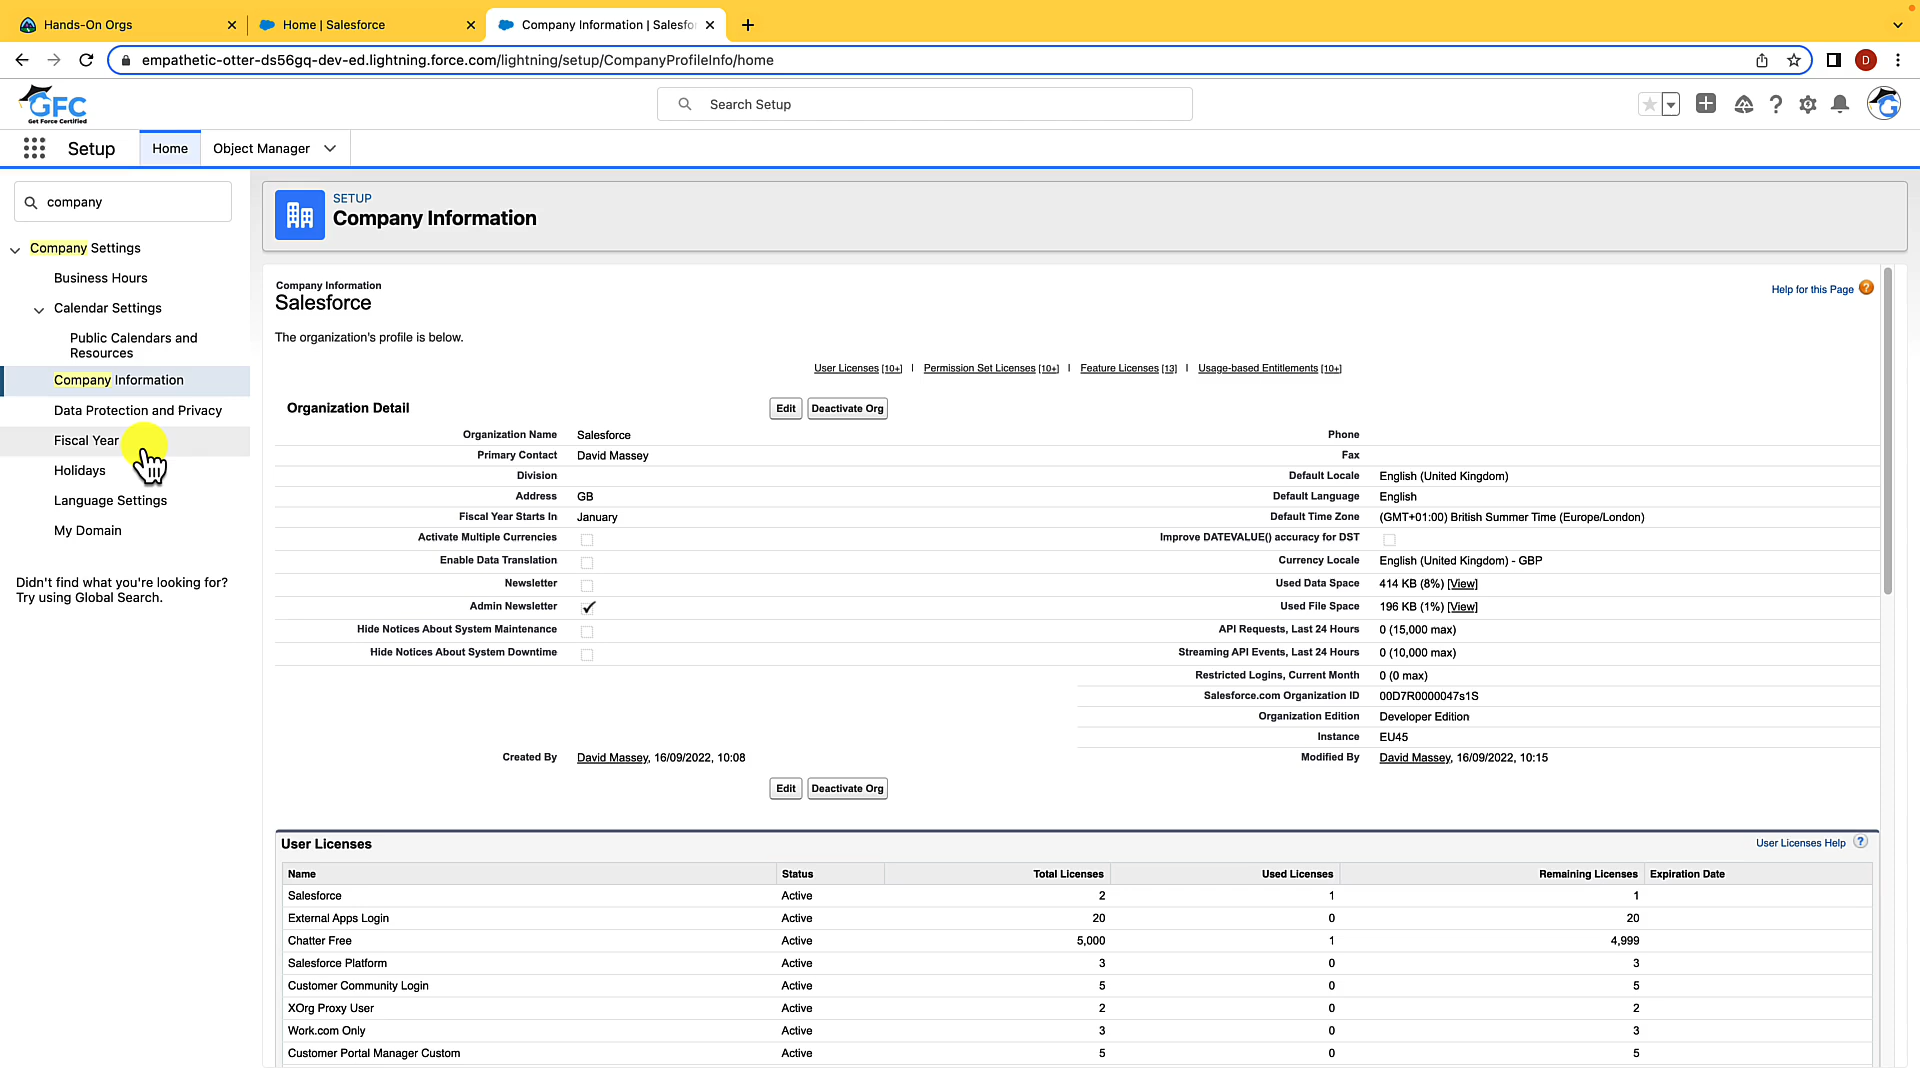 Hands-On Orgs
Home | Salesforce
Company Information | Salesfo
empathetic-otter-ds56gq-dev-ed.lightning.force.com/lightning/setup/CompanyProfileInfo/home
D
GFC
Get Force Certified
Search Setup
G
Setup
Home
Object Manager
company
Company Settings
Business Hours
Calendar Settings
Public Calendars and
Resources
Company Information
Data Protection and Privacy
Fiscal Year
Holidays
Language Settings
My Domain
Didn't find what you're looking for?
Try using Global Search.
SETUP
Company Information
Company Information
Salesforce
Help for this Page ?
The organization's profile is below.
User Licenses [10+] | Permission Set Licenses [10+] | Feature Licenses [13] | Usage-based Entitlements [10+]
Organization Detail Edit Deactivate Org
Organization Name Salesforce Phone
Primary Contact David Massey Fax
Division Default Locale English (United Kingdom)
Address GB Default Language English
Fiscal Year Starts In January Default Time Zone (GMT+01:00) British Summer Time (Europe/London)
Activate Multiple Currencies Improve DATEVALUE() accuracy for DST
Enable Data Translation Currency Locale English (United Kingdom) - GBP
Newsletter Used Data Space 414 KB (8%) [View]
Admin Newsletter Used File Space 196 KB (1%) [View]
Hide Notices About System Maintenance API Requests, Last 24 Hours 0 (15,000 max)
Hide Notices About System Downtime Streaming API Events, Last 24 Hours 0 (10,000 max)
Restricted Logins, Current Month 0 (0 max)
Salesforce.com Organization ID 00D7R0000047s1S
Organization Edition Developer Edition
Instance EU45
Created By David Massey, 16/09/2022, 10:08 Modified By David Massey, 16/09/2022, 10:15
Edit Deactivate Org
User Licenses User Licenses Help ?
Name Status Total Licenses Used Licenses Remaining Licenses Expiration Date
Salesforce Active 2 1 1
External Apps Login Active 20 0 20
Chatter Free Active 5,000 1 4,999
Salesforce Platform Active 3 0 3
Customer Community Login Active 5 0 5
XOrg Proxy User Active 2 0 2
Work.com Only Active 3 0 3
Customer Portal Manager Custom Active 5 0 5